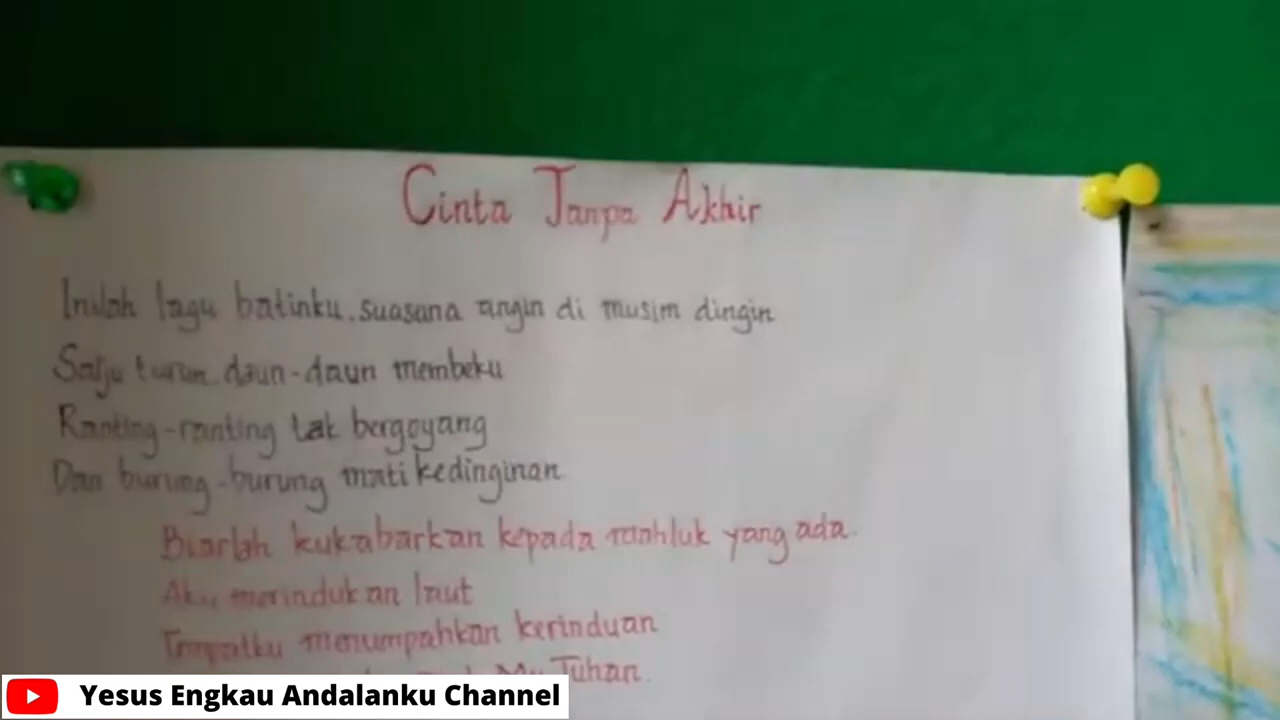 Cinta Tanpa Akhir
Inilah lagu batinku, suasana angin di musim dingin
Salju turun daun-daun membeku
Ranting-ranting tak bergoyang
Dan burung-burung mati kedinginan
Biarlah kukabarkan kepada mahluk yang ada.
Aku merindukan laut
Tempatku menumpahkan kerinduan
Mu Tuhan.
Yesus Engkau Andalanku Channel